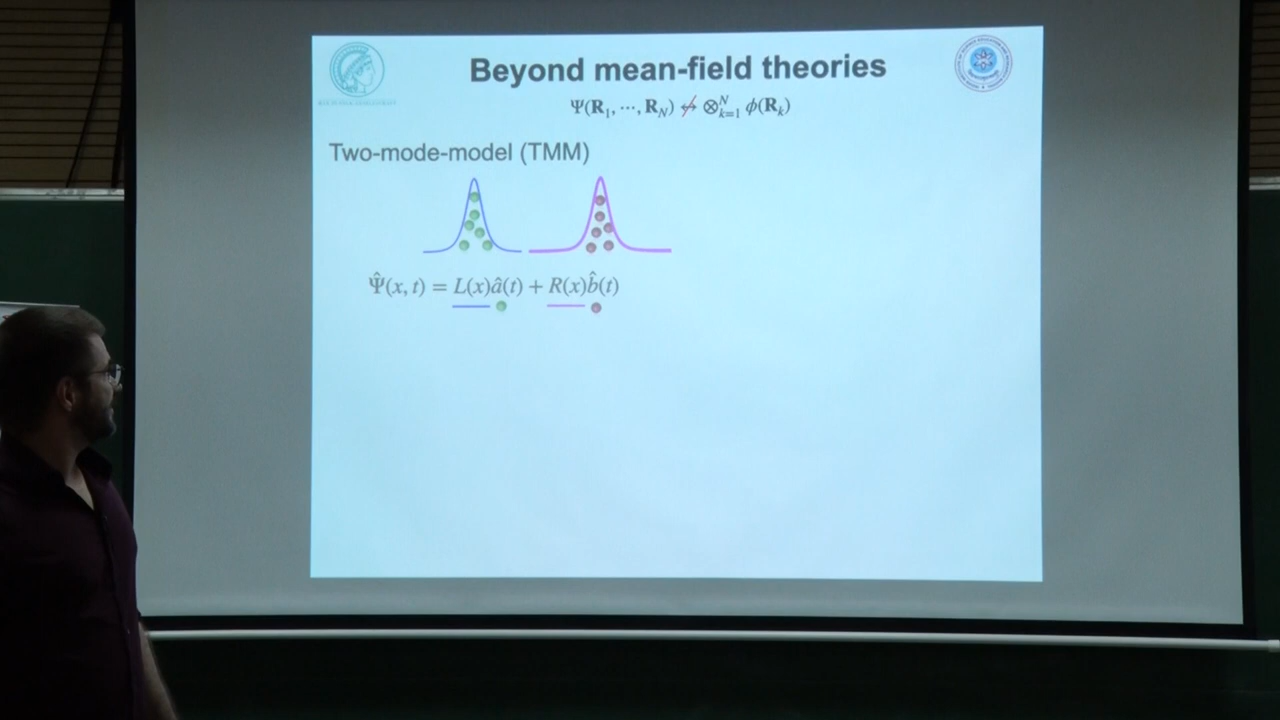 Beyond mean-field theories
Ψ(R₁, ⋯, R_N) ↮ ⊗ᴺₖ₌₁ ϕ(Rₖ)
Two-mode-model (TMM)
Ψ̂(x, t) = L(x)â(t) + R(x)b̂(t)